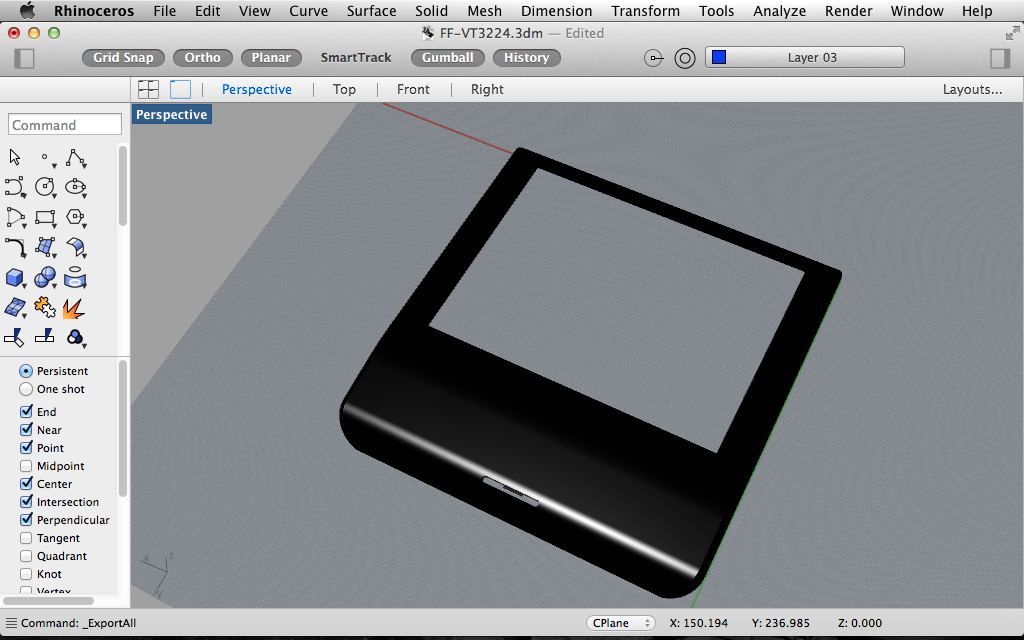 Rhinoceros File Edit View Curve Surface Solid Mesh Dimension Transform Tools Analyze Render Window Help
FF-VT3224.3dm — Edited
Grid Snap Ortho Planar SmartTrack Gumball History Layer 03
Perspective Top Front Right Layouts...
Perspective
Command
Persistent
One shot
End
Near
Point
Midpoint
Center
Intersection
Perpendicular
Tangent
Quadrant
Knot
Vertex
x z
y
Command: _ExportAll CPlane X: 150.194 Y: 236.985 Z: 0.000